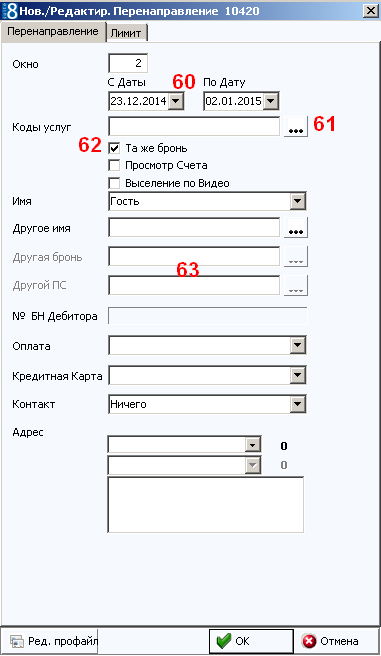 8 Нов./Редактир. Перенаправление 10420
Перенаправление Лимит
Окно 2
С Даты 60 По Дату
23.12.2014 02.01.2015
Коды услуг ... 61
62 Та же бронь
Просмотр Счета
Выселение по Видео
Имя Гость
Другое имя ...
Другая бронь ...
63
Другой ПС ...
№ БН Дебитора
Оплата
Кредитная Карта
Контакт Ничего
Адрес
0
0
Ред. профайл OK Отмена